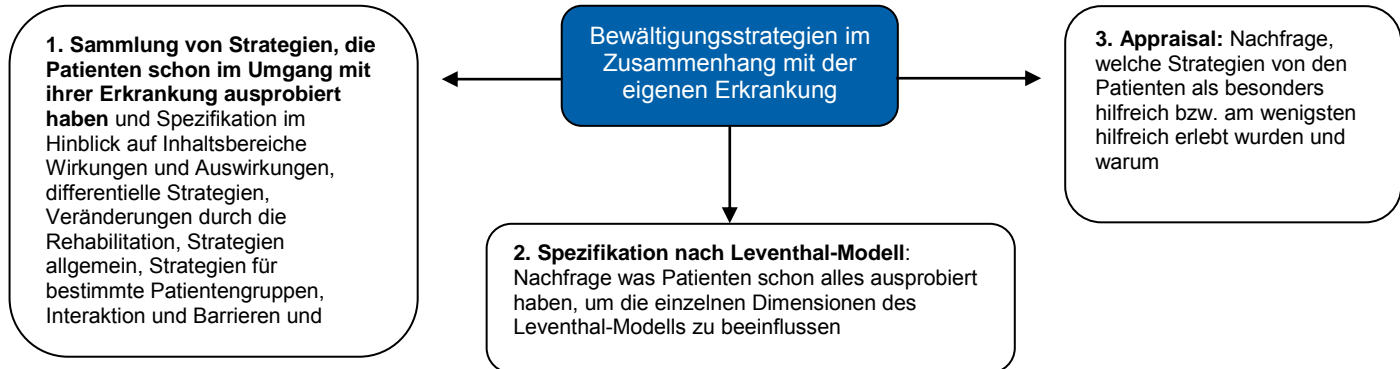 Bewältigungsstrategien im
Zusammenhang mit der
eigenen Erkrankung
1. Sammlung von Strategien, die
Patienten schon im Umgang mit
ihrer Erkrankung ausprobiert
haben und Spezifikation im
Hinblick auf Inhaltsbereiche
Wirkungen und Auswirkungen,
differentielle Strategien,
Veränderungen durch die
Rehabilitation, Strategien
allgemein, Strategien für
bestimmte Patientengruppen,
Interaktion und Barrieren und
2. Spezifikation nach Leventhal-Modell:
Nachfrage was Patienten schon alles ausprobiert
haben, um die einzelnen Dimensionen des
Leventhal-Modells zu beeinflussen
3. Appraisal: Nachfrage,
welche Strategien von den
Patienten als besonders
hilfreich bzw. am wenigsten
hilfreich erlebt wurden und
warum